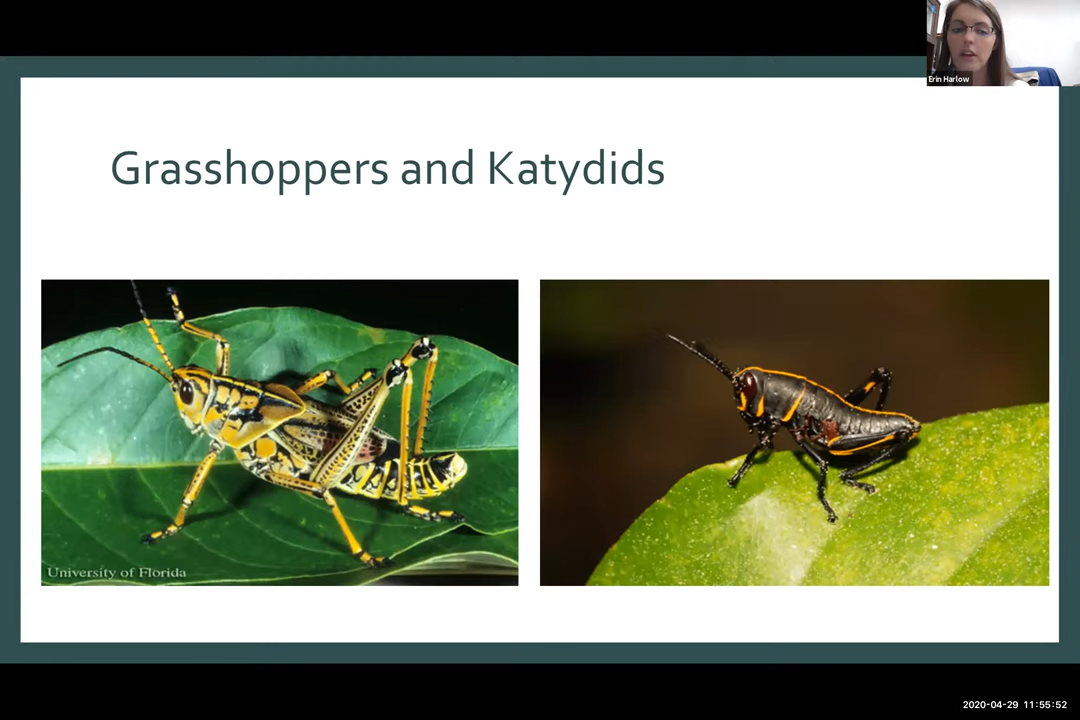 Erin Harlow
Grasshoppers and Katydids
University of Florida
2020-04-29 11:55:52